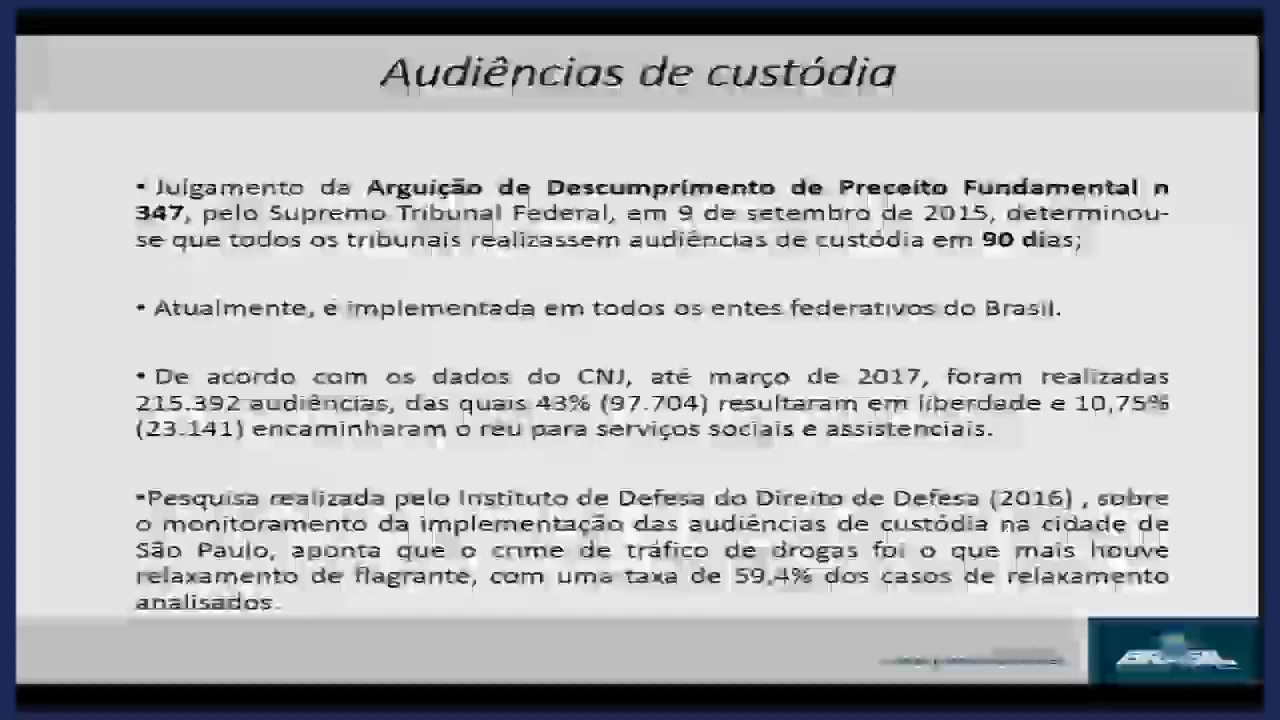 Audiências de custódia
• Julgamento da Arguição de Descumprimento de Preceito Fundamental n
347, pelo Supremo Tribunal Federal, em 9 de setembro de 2015, determinou-
se que todos os tribunais realizassem audiências de custódia em 90 dias;
• Atualmente, é implementada em todos os entes federativos do Brasil.
• De acordo com os dados do CNJ, até março de 2017, foram realizadas
215.392 audiências, das quais 43% (97.704) resultaram em liberdade e 10,75%
(23.141) encaminharam o réu para serviços sociais e assistenciais.
•Pesquisa realizada pelo Instituto de Defesa do Direito de Defesa (2016) , sobre
o monitoramento da implementação das audiências de custódia na cidade de
São Paulo, aponta que o crime de tráfico de drogas foi o que mais houve
relaxamento de flagrante, com uma taxa de 59,4% dos casos de relaxamento
analisados.
BRASIL